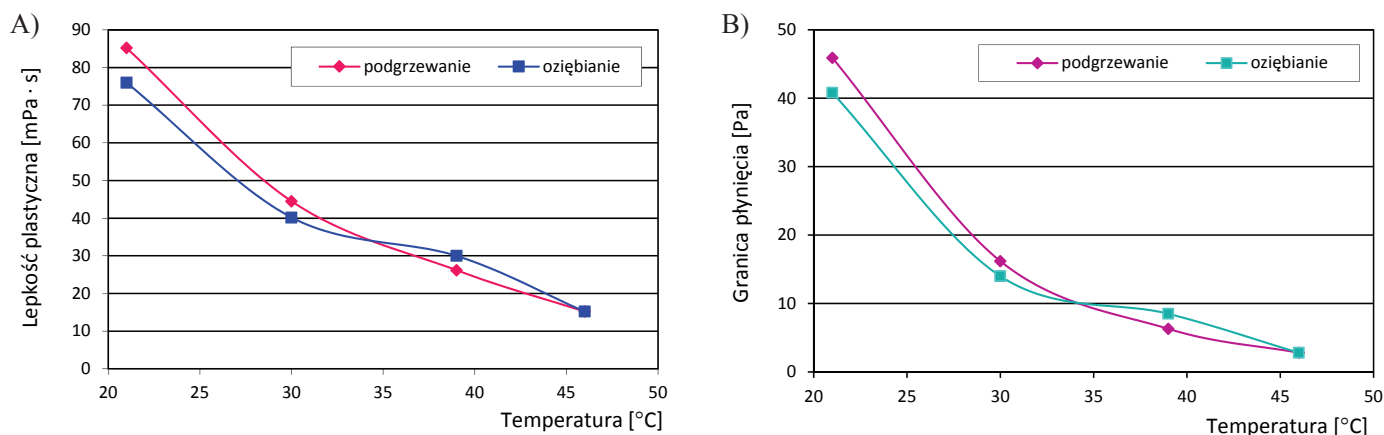 A)
Lepkość plastyczna [mPa · s]
90
80
70
60
50
40
30
20
10
0
podgrzewanie
oziębianie
20 25 30 35 40 45 50
Temperatura [°C]
B)
Granica płynięcia [Pa]
50
40
30
20
10
0
podgrzewanie
oziębianie
20 25 30 35 40 45 50
Temperatura [°C]